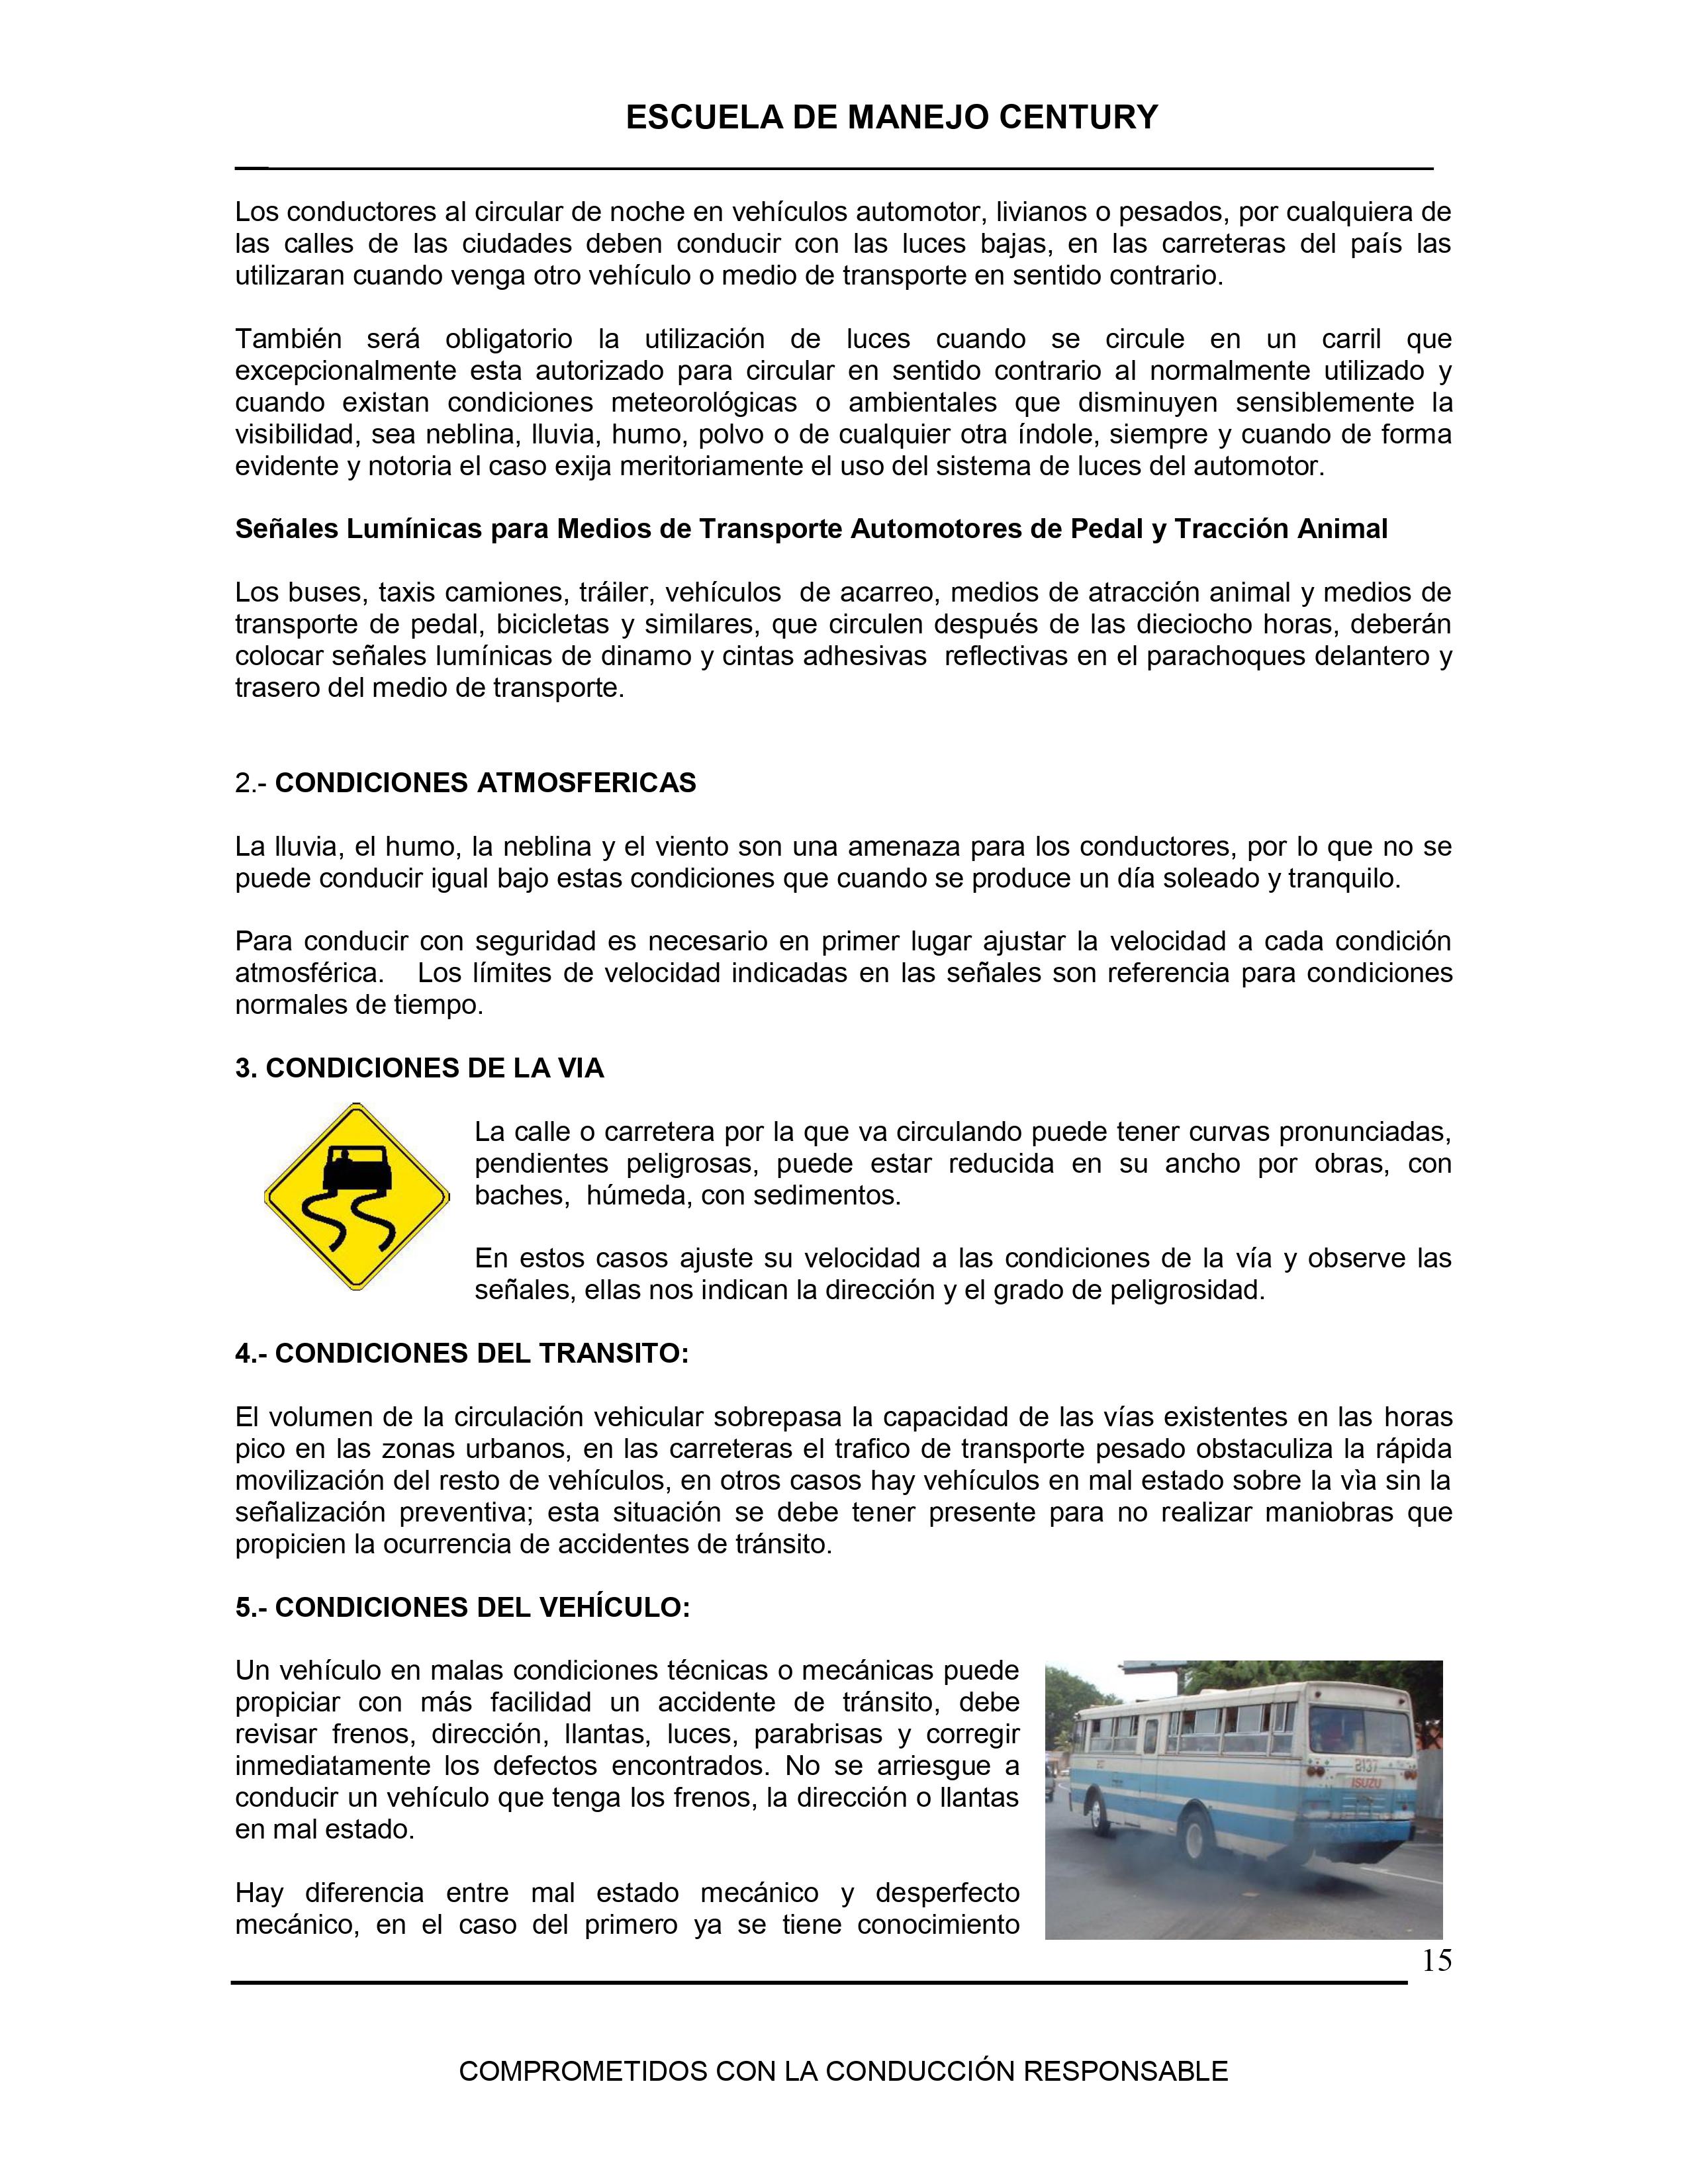 ESCUELA DE MANEJO CENTURY
Los conductores al circular de noche en vehículos automotor, livianos o pesados, por cualquiera de
las calles de las ciudades deben conducir con las luces bajas, en las carreteras del país las
utilizaran cuando venga otro vehículo o medio de transporte en sentido contrario.
También será obligatorio la utilización de luces cuando se circule en un carril que
excepcionalmente esta autorizado para circular en sentido contrario al normalmente utilizado y
cuando existan condiciones meteorológicas o ambientales que disminuyen sensiblemente la
visibilidad, sea neblina, lluvia, humo, polvo o de cualquier otra índole, siempre y cuando de forma
evidente y notoria el caso exija meritoriamente el uso del sistema de luces del automotor.
Señales Lumínicas para Medios de Transporte Automotores de Pedal y Tracción Animal
Los buses, taxis camiones, tráiler, vehículos de acarreo, medios de atracción animal y medios de
transporte de pedal, bicicletas y similares, que circulen después de las dieciocho horas, deberán
colocar señales lumínicas de dinamo y cintas adhesivas reflectivas en el parachoques delantero y
trasero del medio de transporte.
2.- CONDICIONES ATMOSFERICAS
La lluvia, el humo, la neblina y el viento son una amenaza para los conductores, por lo que no se
puede conducir igual bajo estas condiciones que cuando se produce un día soleado y tranquilo.
Para conducir con seguridad es necesario en primer lugar ajustar la velocidad a cada condición
atmosférica. Los límites de velocidad indicadas en las señales son referencia para condiciones
normales de tiempo.
3. CONDICIONES DE LA VIA
La calle o carretera por la que va circulando puede tener curvas pronunciadas,
pendientes peligrosas, puede estar reducida en su ancho por obras, con
baches, húmeda, con sedimentos.
En estos casos ajuste su velocidad a las condiciones de la vía y observe las
señales, ellas nos indican la dirección y el grado de peligrosidad.
4.- CONDICIONES DEL TRANSITO:
El volumen de la circulación vehicular sobrepasa la capacidad de las vías existentes en las horas
pico en las zonas urbanos, en las carreteras el trafico de transporte pesado obstaculiza la rápida
movilización del resto de vehículos, en otros casos hay vehículos en mal estado sobre la vìa sin la
señalización preventiva; esta situación se debe tener presente para no realizar maniobras que
propicien la ocurrencia de accidentes de tránsito.
5.- CONDICIONES DEL VEHÍCULO:
Un vehículo en malas condiciones técnicas o mecánicas puede
propiciar con más facilidad un accidente de tránsito, debe
revisar frenos, dirección, llantas, luces, parabrisas y corregir
inmediatamente los defectos encontrados. No se arriesgue a
conducir un vehículo que tenga los frenos, la dirección o llantas
en mal estado.
Hay diferencia entre mal estado mecánico y desperfecto
mecánico, en el caso del primero ya se tiene conocimiento
2137
ISUZU
15
COMPROMETIDOS CON LA CONDUCCIÓN RESPONSABLE